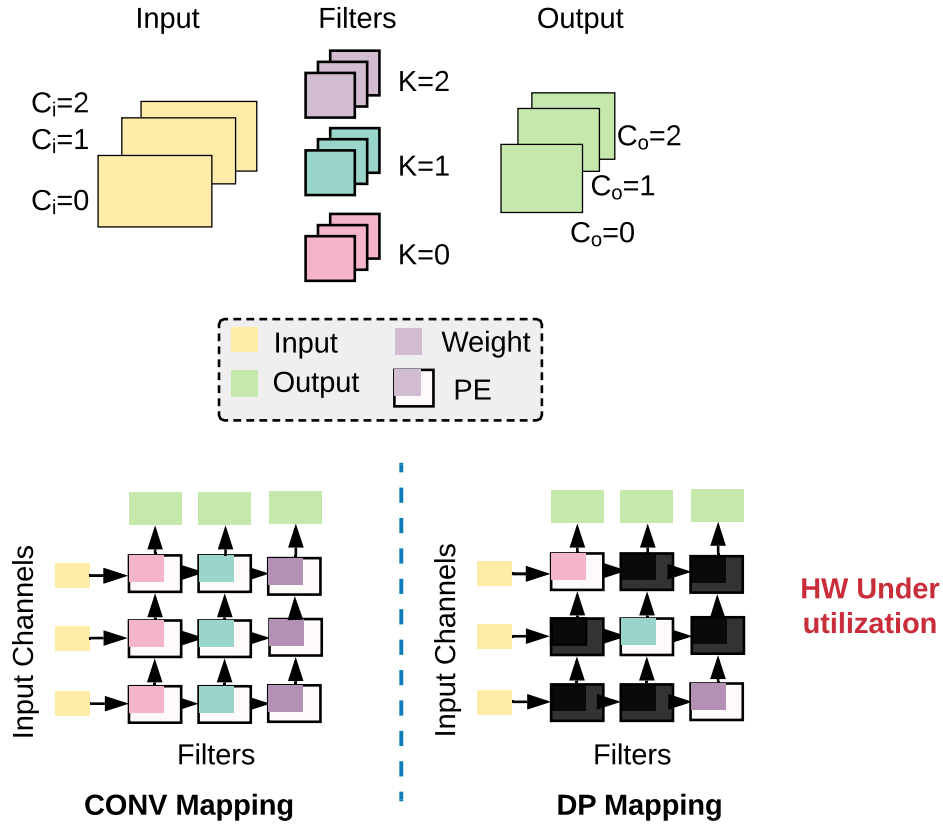 Input
Filters
Output
Cᵢ=2
Cᵢ=1
Cᵢ=0
K=2
K=1
K=0
Cₒ=2
Cₒ=1
Cₒ=0
Input
Weight
Output
PE
Input Channels
Filters
CONV Mapping
Input Channels
Filters
DP Mapping
HW Under
utilization